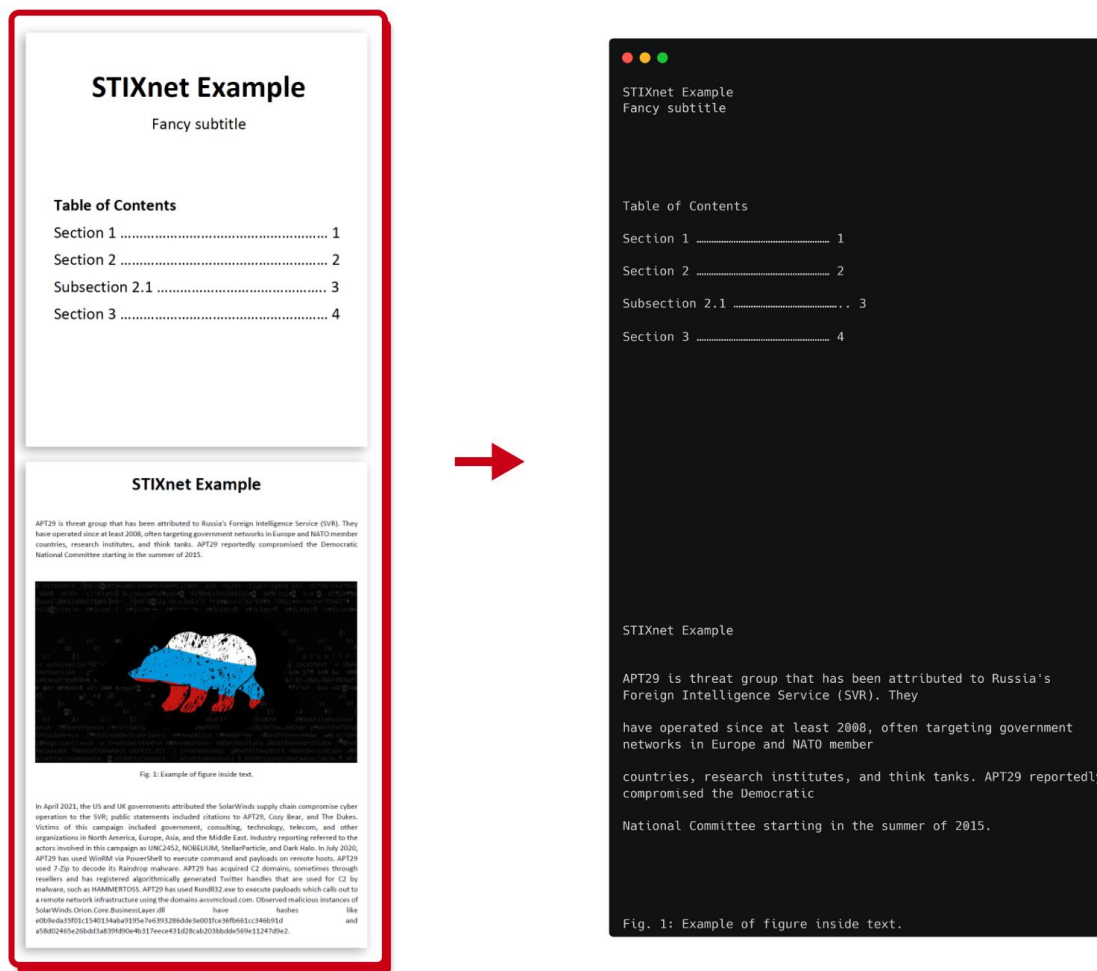 STIXnet Example
Fancy subtitle
Table of Contents
Section 1 ........................................................ 1
Section 2 ........................................................ 2
Subsection 2.1 .............................................. 3
Section 3 ........................................................ 4
STIXnet Example
APT29 is threat group that has been attributed to Russia's Foreign Intelligence Service (SVR). They
have operated since at least 2008, often targeting government networks in Europe and NATO member
countries, research institutes, and think tanks. APT29 reportedly compromised the Democratic
National Committee starting in the summer of 2015.
Fig. 1: Example of figure inside text.
In April 2021, the US and UK governments attributed the SolarWinds supply chain compromise cyber
operation to the SVR; public statements included citations to APT29, Cozy Bear, and The Dukes.
Victims of this campaign included government, consulting, technology, telecom, and other
organizations in North America, Europe, Asia, and the Middle East. Industry reporting referred to the
actors involved in this campaign as UNC2452, NOBELIUM, StellarParticle, and Dark Halo. In July 2020,
APT29 has used WinRM via PowerShell to execute command and payloads on remote hosts. APT29
used 7-Zip to decode its Raindrop malware. APT29 has acquired C2 domains, sometimes through
resellers and has registered algorithmically generated Twitter handles that are used for C2 by
malware, such as HAMMERTOSS. APT29 has used Rundll32.exe to execute payloads which calls out to
a remote network infrastructure using the domains avsvmcloud.com. Observed malicious instances of
SolarWinds.Orion.Core.BusinessLayer.dll have hashes like
e0b9eda35f01c1540134aba9195e7e6393286dde3e001fce36fb661cc346b91d and
a58d02465e26bdd3a839fd90e4b317eece431d28cab203bbdde569e11247d9e2.
STIXnet Example
Fancy subtitle
Table of Contents
Section 1 ……………………………………………… 1
Section 2 ……………………………………………… 2
Subsection 2.1 …………………………………….. 3
Section 3 ……………………………………………… 4
STIXnet Example
APT29 is threat group that has been attributed to Russia's
Foreign Intelligence Service (SVR). They
have operated since at least 2008, often targeting government
networks in Europe and NATO member
countries, research institutes, and think tanks. APT29 reportedly
compromised the Democratic
National Committee starting in the summer of 2015.
Fig. 1: Example of figure inside text.